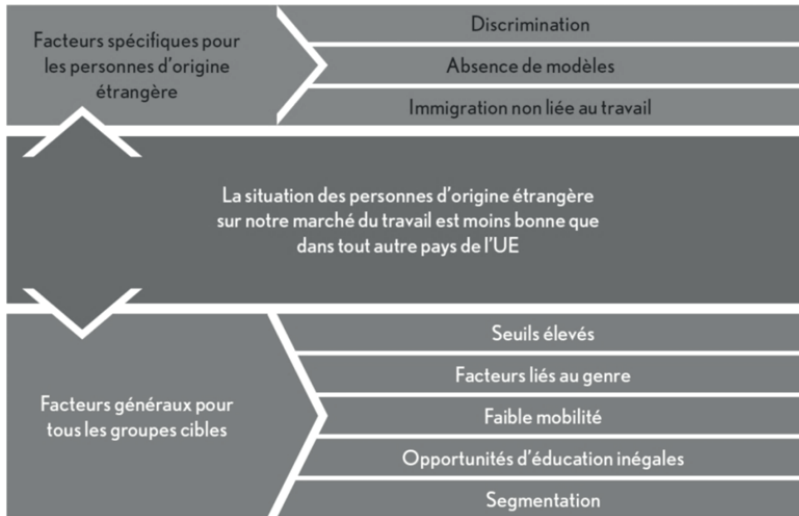 Facteurs spécifiques pour
les personnes d'origine
étrangère
Discrimination
Absence de modèles
Immigration non liée au travail
La situation des personnes d'origine étrangère
sur notre marché du travail est moins bonne que
dans tout autre pays de l'UE
Facteurs généraux pour
tous les groupes cibles
Seuils élevés
Facteurs liés au genre
Faible mobilité
Opportunités d'éducation inégales
Segmentation